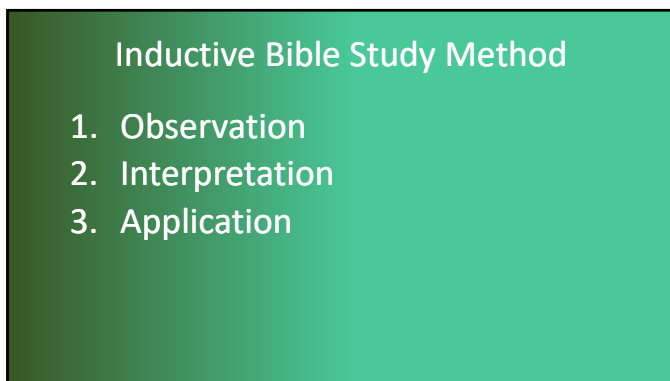 Inductive Bible Study Method
1. Observation
2. Interpretation
3. Application